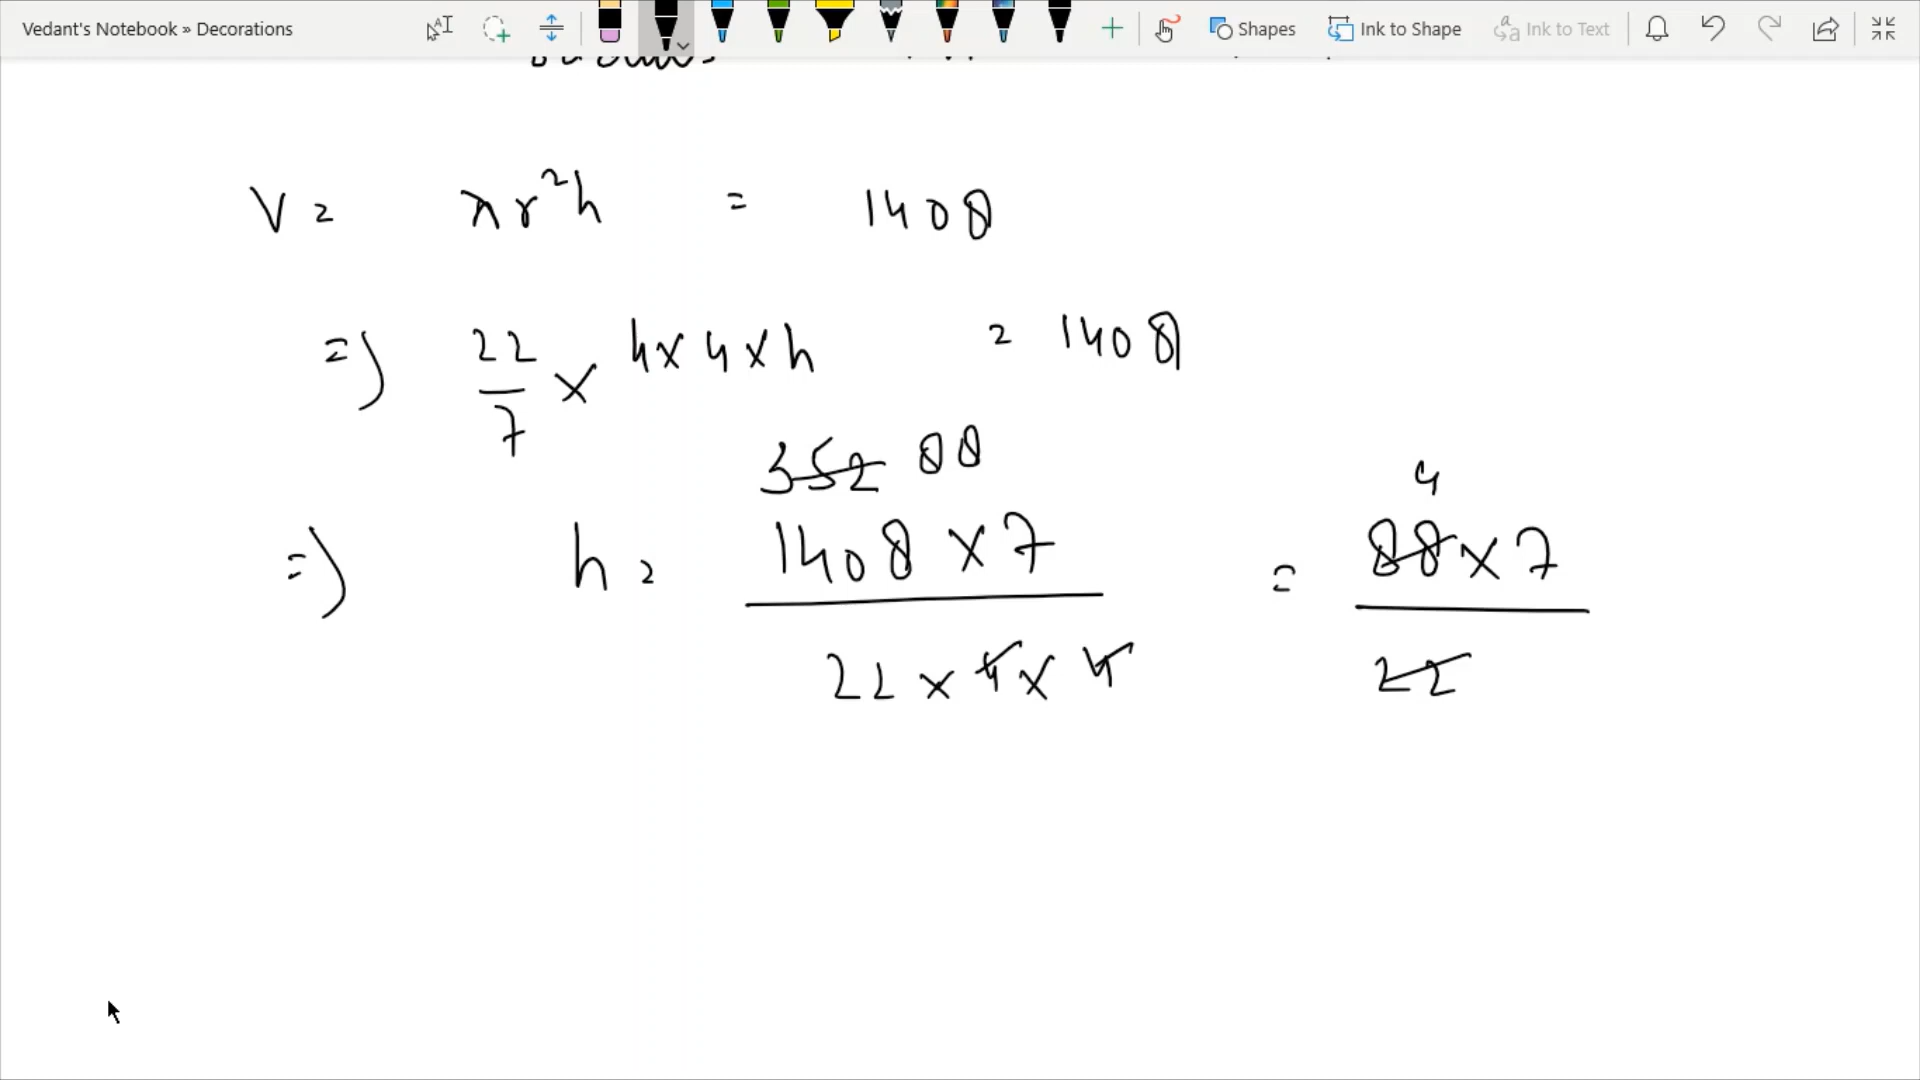 Vedant's Notebook » Decorations
Shapes Ink to Shape Ink to Text
V = πr²h = 1408
=> 22/7 × 4 × 4 × h = 1408
352 88 4
=> h = 1408 × 7 / 22 × 4 × 4 = 88 × 7 / 22